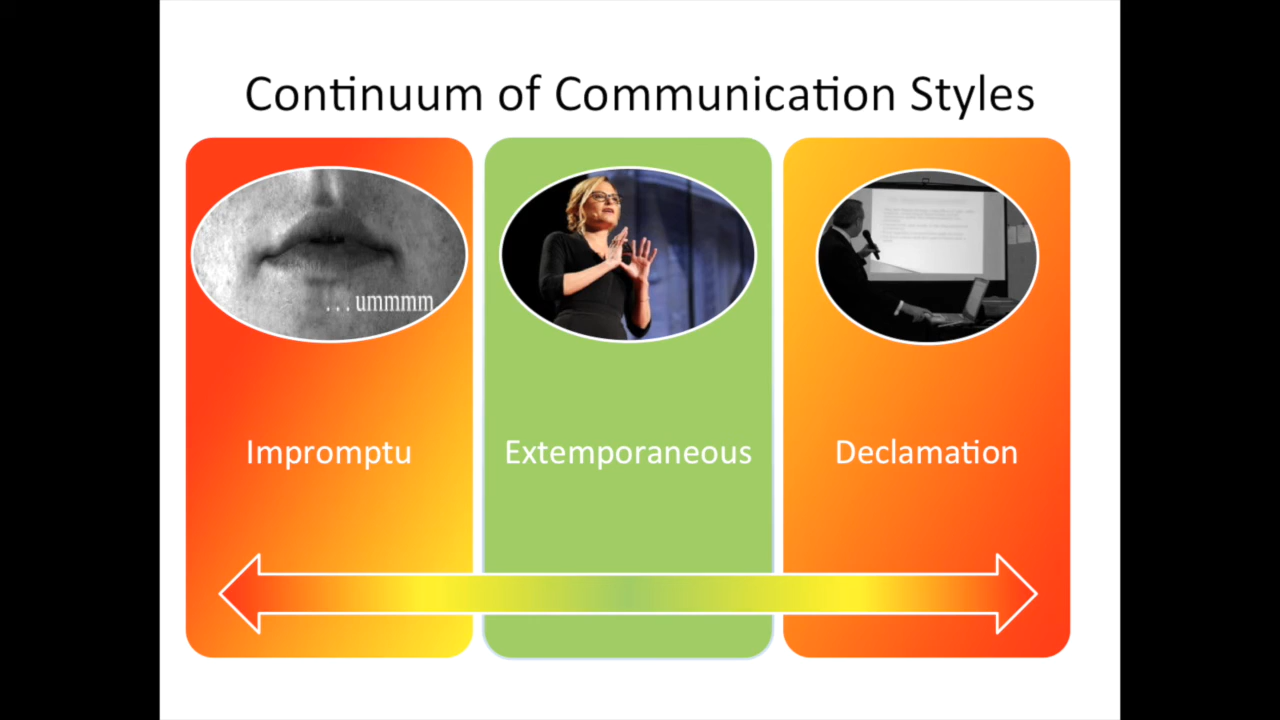 Continuum of Communication Styles
...ummmm
Impromptu
Extemporaneous
Declamation